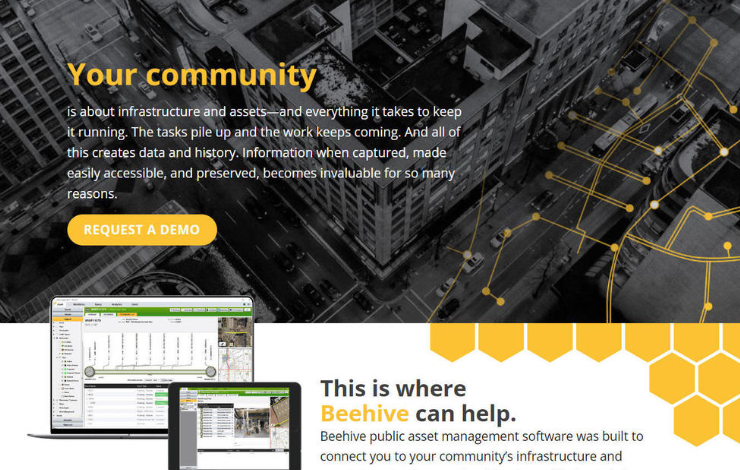 Your community
is about infrastructure and assets—and everything it takes to keep
it running. The tasks pile up and the work keeps coming. And all of
this creates data and history. Information when captured, made
easily accessible, and preserved, becomes invaluable for so many
reasons.
REQUEST A DEMO
This is where
Beehive can help.
Beehive public asset management software was built to
connect you to your community's infrastructure and